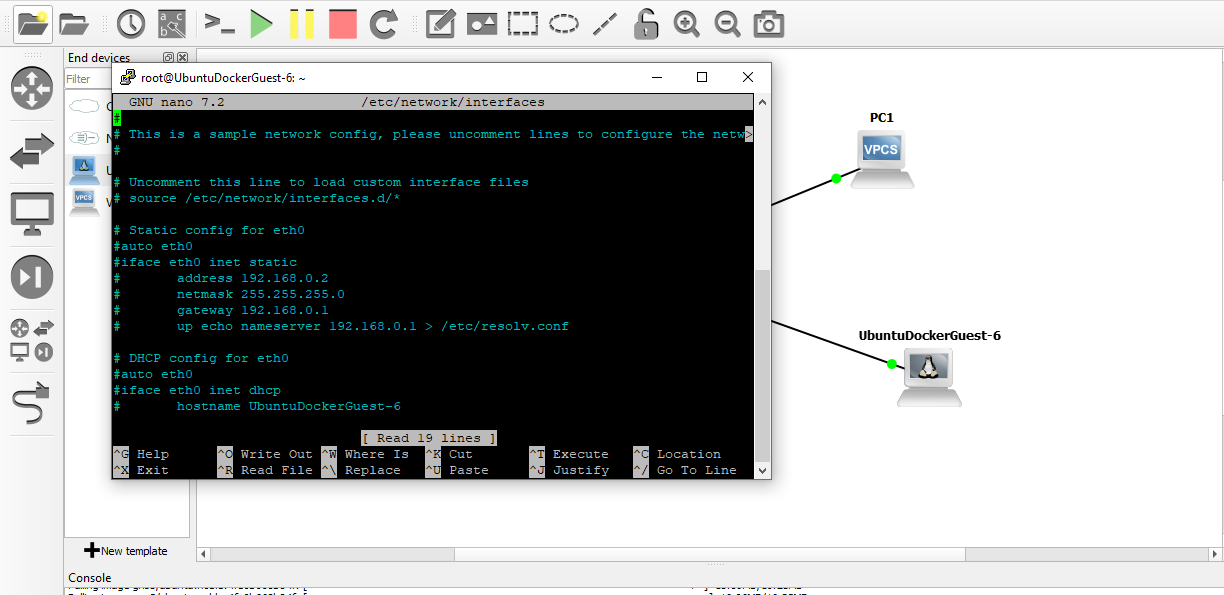 End devices
Filter
root@UbuntuDockerGuest-6: ~
GNU nano 7.2 /etc/network/interfaces
#
# This is a sample network config, please uncomment lines to configure the netw>
#
# Uncomment this line to load custom interface files
# source /etc/network/interfaces.d/*
# Static config for eth0
#auto eth0
#iface eth0 inet static
# address 192.168.0.2
# netmask 255.255.255.0
# gateway 192.168.0.1
# up echo nameserver 192.168.0.1 > /etc/resolv.conf
# DHCP config for eth0
#auto eth0
#iface eth0 inet dhcp
# hostname UbuntuDockerGuest-6
[ Read 19 lines ]
^G Help ^O Write Out ^W Where Is ^K Cut ^T Execute ^C Location
^X Exit ^R Read File ^\ Replace ^U Paste ^J Justify ^/ Go To Line
PC1
VPCS
UbuntuDockerGuest-6
VPCS
New template
Console